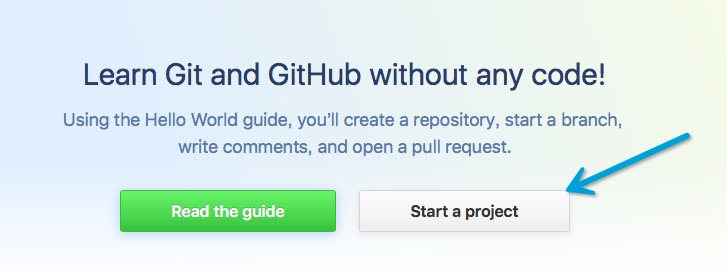 Learn Git and GitHub without any code!
Using the Hello World guide, you’ll create a repository, start a branch,
write comments, and open a pull request.
Read the guide
Start a project